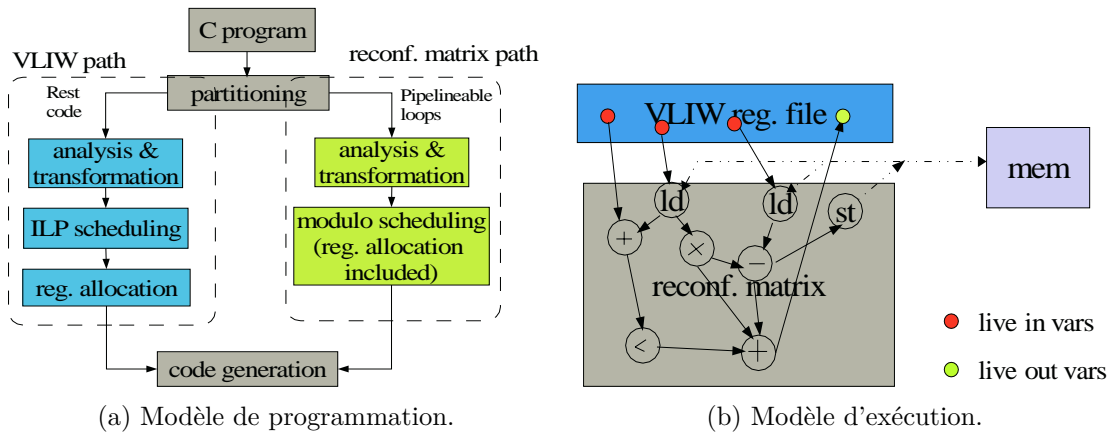 C program
VLIW path
reconf. matrix path
partitioning
Rest
code
Pipelineable
loops
analysis &
transformation
ILP scheduling
reg. allocation
analysis &
transformation
modulo scheduling
(reg. allocation
included)
code generation
(a) Modèle de programmation.
VLIW reg. file
mem
ld
ld
st
+
×
−
reconf. matrix
<
+
live in vars
live out vars
(b) Modèle d'exécution.